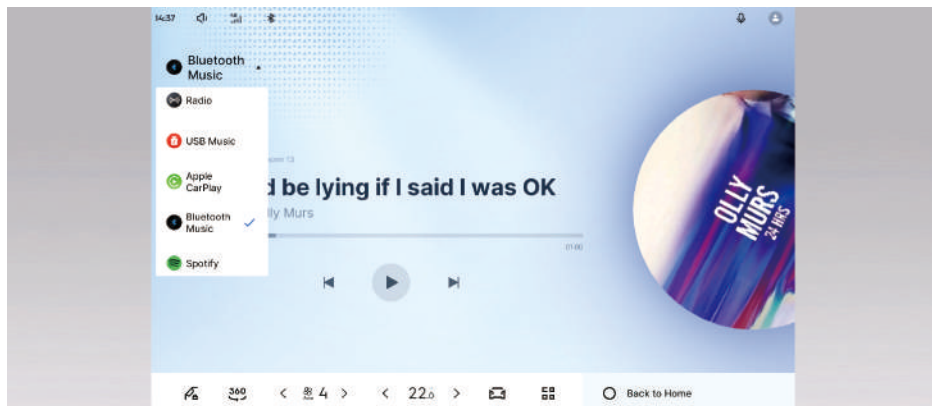 14:37
Bluetooth
Music
Radio
USB Music
Apple
CarPlay
Bluetooth
Music
Spotify
d be lying if I said I was OK
lly Murs
01:00
OLLY
MURS
24 HRS
360
4
22.0
Back to Home